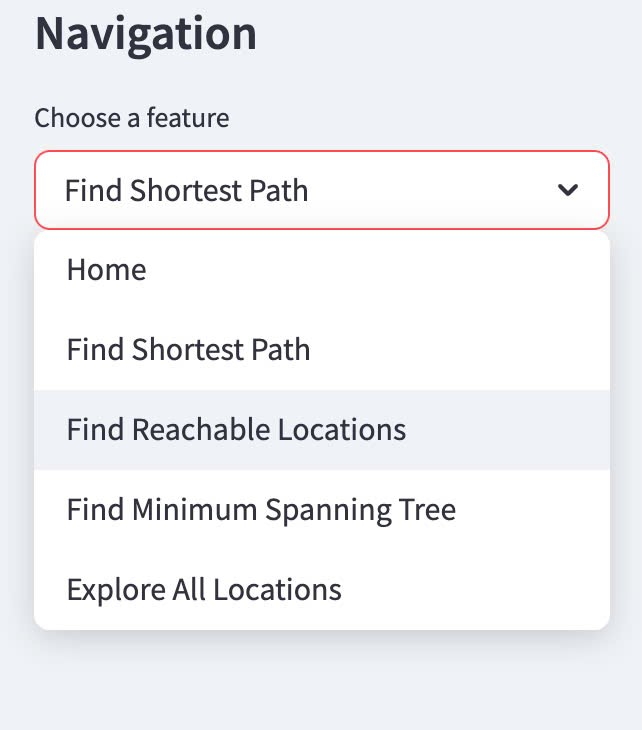 Navigation
Choose a feature
Find Shortest Path
Home
Find Shortest Path
Find Reachable Locations
Find Minimum Spanning Tree
Explore All Locations